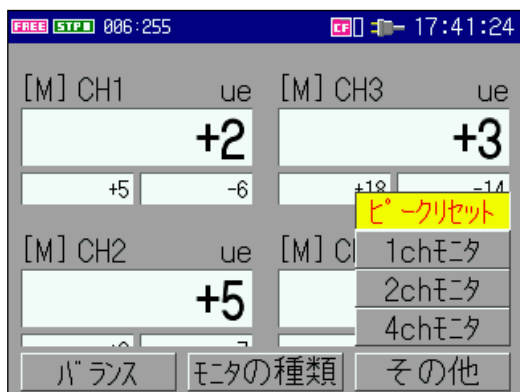 FREE STP 006:255 CF 17:41:24
[M] CH1 ue [M] CH3 ue
+2 +3
+5 -6 +18 -14
ピークリセット
[M] CH2 ue [M] 1chモニタ
+5 2chモニタ
4chモニタ
バランス モニタの種類 その他